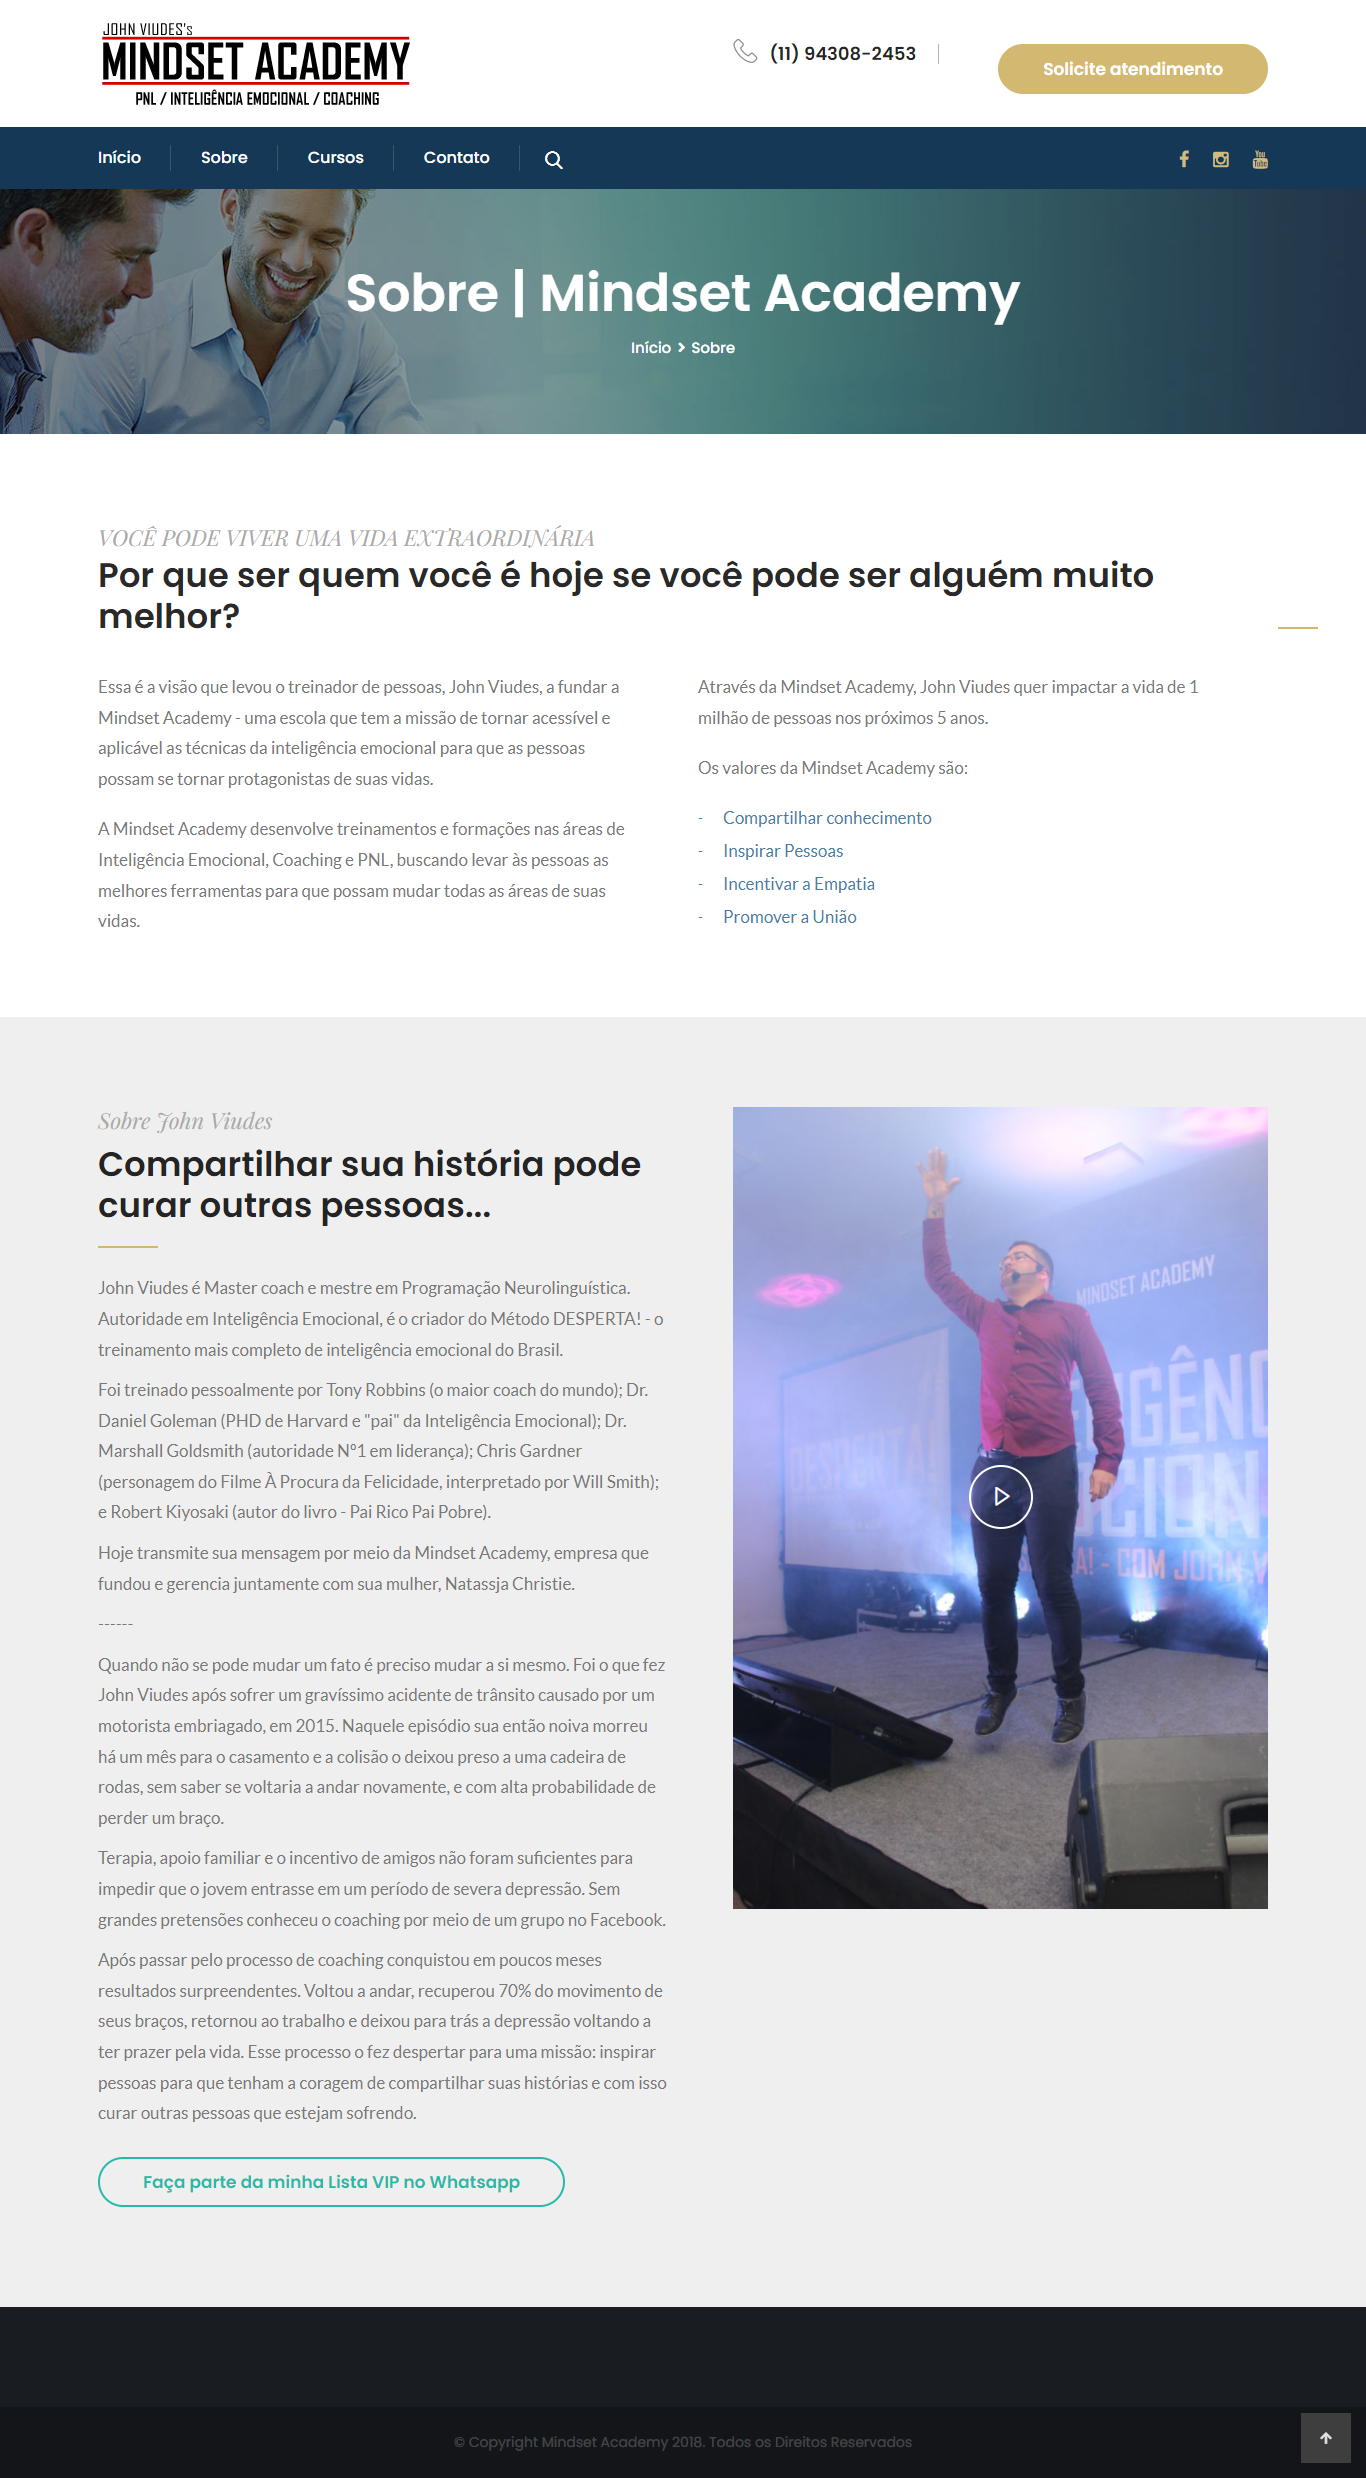 JOHN VIUDES's
MINDSET ACADEMY
PNL / INTELIGÊNCIA EMOCIONAL / COACHING
(11) 94308-2453
Solicite atendimento
Início
Sobre
Cursos
Contato
You
Tube
Sobre | Mindset Academy
Início > Sobre
VOCÊ PODE VIVER UMA VIDA EXTRAORDINÁRIA
Por que ser quem você é hoje se você pode ser alguém muito
melhor?
Essa é a visão que levou o treinador de pessoas, John Viudes, a fundar a
Mindset Academy - uma escola que tem a missão de tornar acessível e
aplicável as técnicas da inteligência emocional para que as pessoas
possam se tornar protagonistas de suas vidas.
A Mindset Academy desenvolve treinamentos e formações nas áreas de
Inteligência Emocional, Coaching e PNL, buscando levar às pessoas as
melhores ferramentas para que possam mudar todas as áreas de suas
vidas.
Através da Mindset Academy, John Viudes quer impactar a vida de 1
milhão de pessoas nos próximos 5 anos.
Os valores da Mindset Academy são:
- Compartilhar conhecimento
- Inspirar Pessoas
- Incentivar a Empatia
- Promover a União
Sobre John Viudes
Compartilhar sua história pode
curar outras pessoas...
John Viudes é Master coach e mestre em Programação Neurolinguística.
Autoridade em Inteligência Emocional, é o criador do Método DESPERTA! - o
treinamento mais completo de inteligência emocional do Brasil.
Foi treinado pessoalmente por Tony Robbins (o maior coach do mundo); Dr.
Daniel Goleman (PHD de Harvard e "pai" da Inteligência Emocional); Dr.
Marshall Goldsmith (autoridade Nº1 em liderança); Chris Gardner
(personagem do Filme À Procura da Felicidade, interpretado por Will Smith);
e Robert Kiyosaki (autor do livro - Pai Rico Pai Pobre).
Hoje transmite sua mensagem por meio da Mindset Academy, empresa que
fundou e gerencia juntamente com sua mulher, Natassja Christie.
------
Quando não se pode mudar um fato é preciso mudar a si mesmo. Foi o que fez
John Viudes após sofrer um gravíssimo acidente de trânsito causado por um
motorista embriagado, em 2015. Naquele episódio sua então noiva morreu
há um mês para o casamento e a colisão o deixou preso a uma cadeira de
rodas, sem saber se voltaria a andar novamente, e com alta probabilidade de
perder um braço.
Terapia, apoio familiar e o incentivo de amigos não foram suficientes para
impedir que o jovem entrasse em um período de severa depressão. Sem
grandes pretensões conheceu o coaching por meio de um grupo no Facebook.
Após passar pelo processo de coaching conquistou em poucos meses
resultados surpreendentes. Voltou a andar, recuperou 70% do movimento de
seus braços, retornou ao trabalho e deixou para trás a depressão voltando a
ter prazer pela vida. Esse processo o fez despertar para uma missão: inspirar
pessoas para que tenham a coragem de compartilhar suas histórias e com isso
curar outras pessoas que estejam sofrendo.
Faça parte da minha Lista VIP no Whatsapp
MINDSET ACADEMY
IGÊNC
DESPERTA!
OCION
A! - COM JOHN V
© Copyright Mindset Academy 2018. Todos os Direitos Reservados